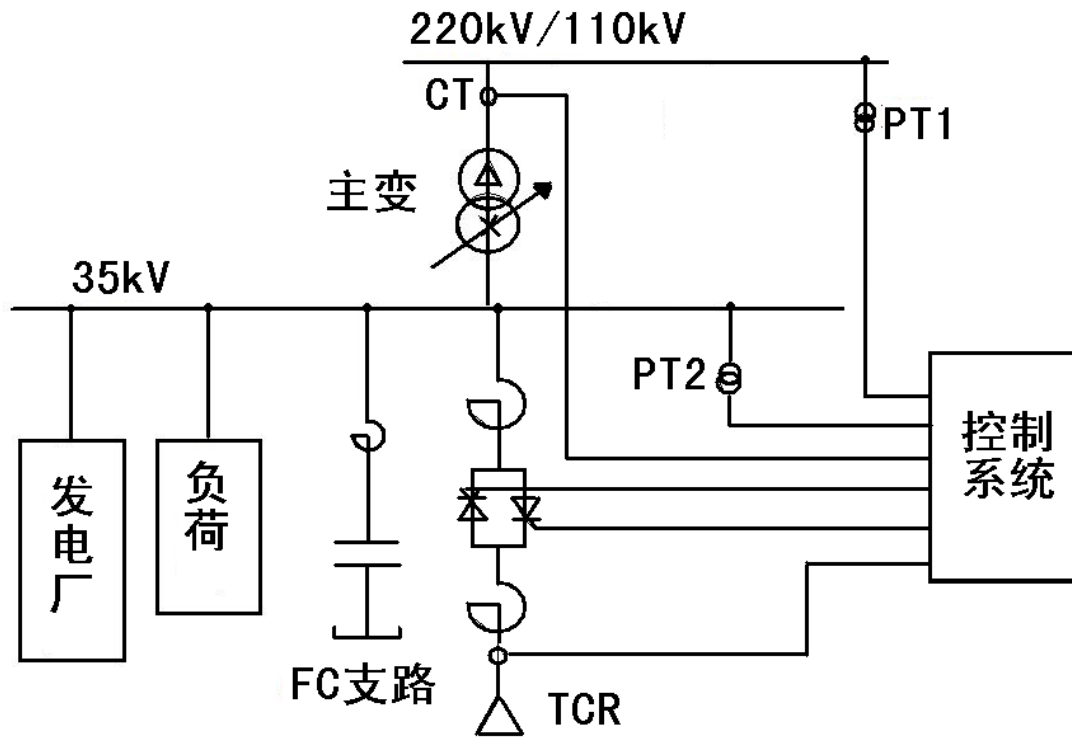 220kV/110kV
CT
PT1
主变
35kV
PT2
控制
系统
发
电
厂
负
荷
FC支路
TCR